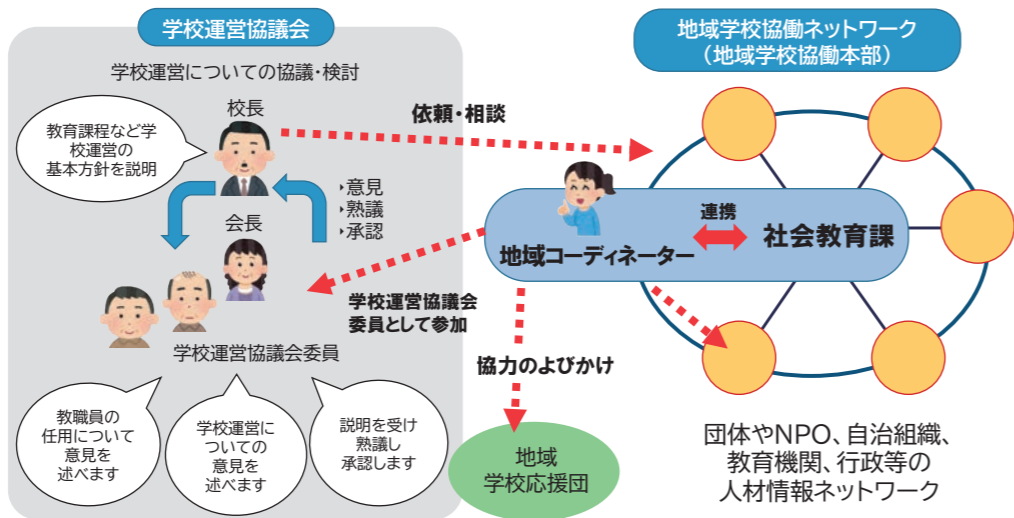 学校運営協議会
学校運営についての協議・検討
校長
教育課程など学
校運営の
基本方針を説明
▸意見
▸熟議
▸承認
会長
学校運営協議会委員
教職員の
任用について
意見を
述べます
学校運営に
ついての
意見を
述べます
説明を受け
熟議し
承認します
依頼・相談
学校運営協議会
委員として参加
地域コーディネーター
連携
社会教育課
協力のよびかけ
地域
学校応援団
地域学校協働ネットワーク
（地域学校協働本部）
団体やNPO、自治組織、
教育機関、行政等の
人材情報ネットワーク